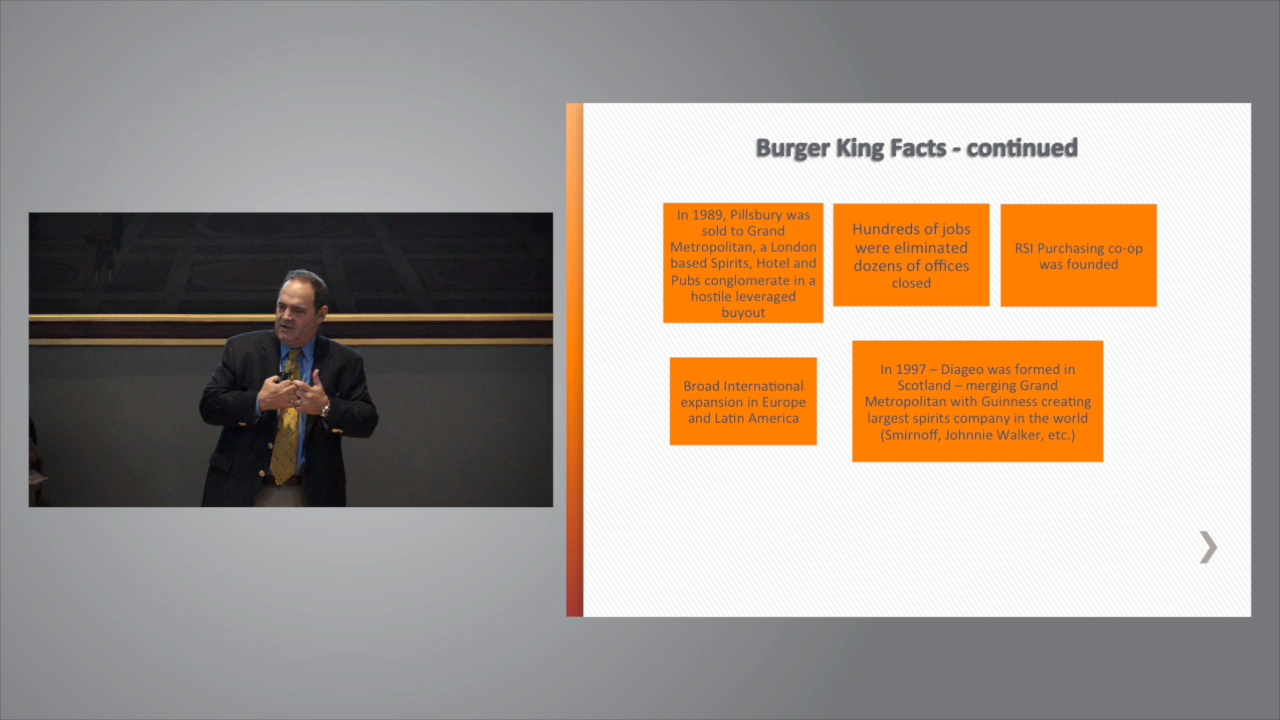 Burger King Facts - continued
In 1989, Pillsbury was
sold to Grand
Metropolitan, a London
based Spirits, Hotel and
Pubs conglomerate in a
hostile leveraged
buyout
Hundreds of jobs
were eliminated
dozens of offices
closed
RSI Purchasing co-op
was founded
Broad International
expansion in Europe
and Latin America
In 1997 – Diageo was formed in
Scotland – merging Grand
Metropolitan with Guinness creating
largest spirits company in the world
(Smirnoff, Johnnie Walker, etc.)